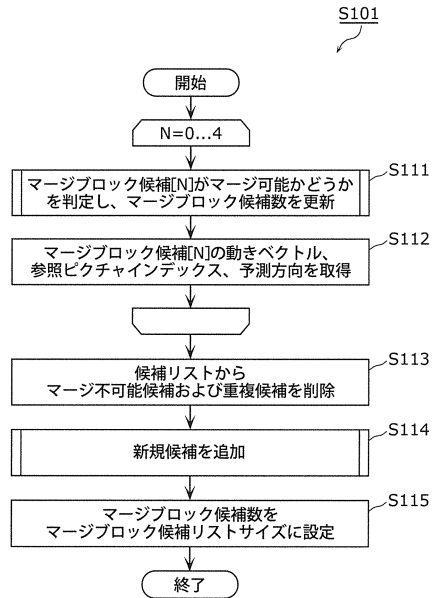 S101
開始
N=0...4
S111
マージブロック候補[N]がマージ可能かどうか
を判定し、マージブロック候補数を更新
S112
マージブロック候補[N]の動きベクトル、
参照ピクチャインデックス、予測方向を取得
S113
候補リストから
マージ不可能候補および重複候補を削除
S114
新規候補を追加
S115
マージブロック候補数を
マージブロック候補リストサイズに設定
終了